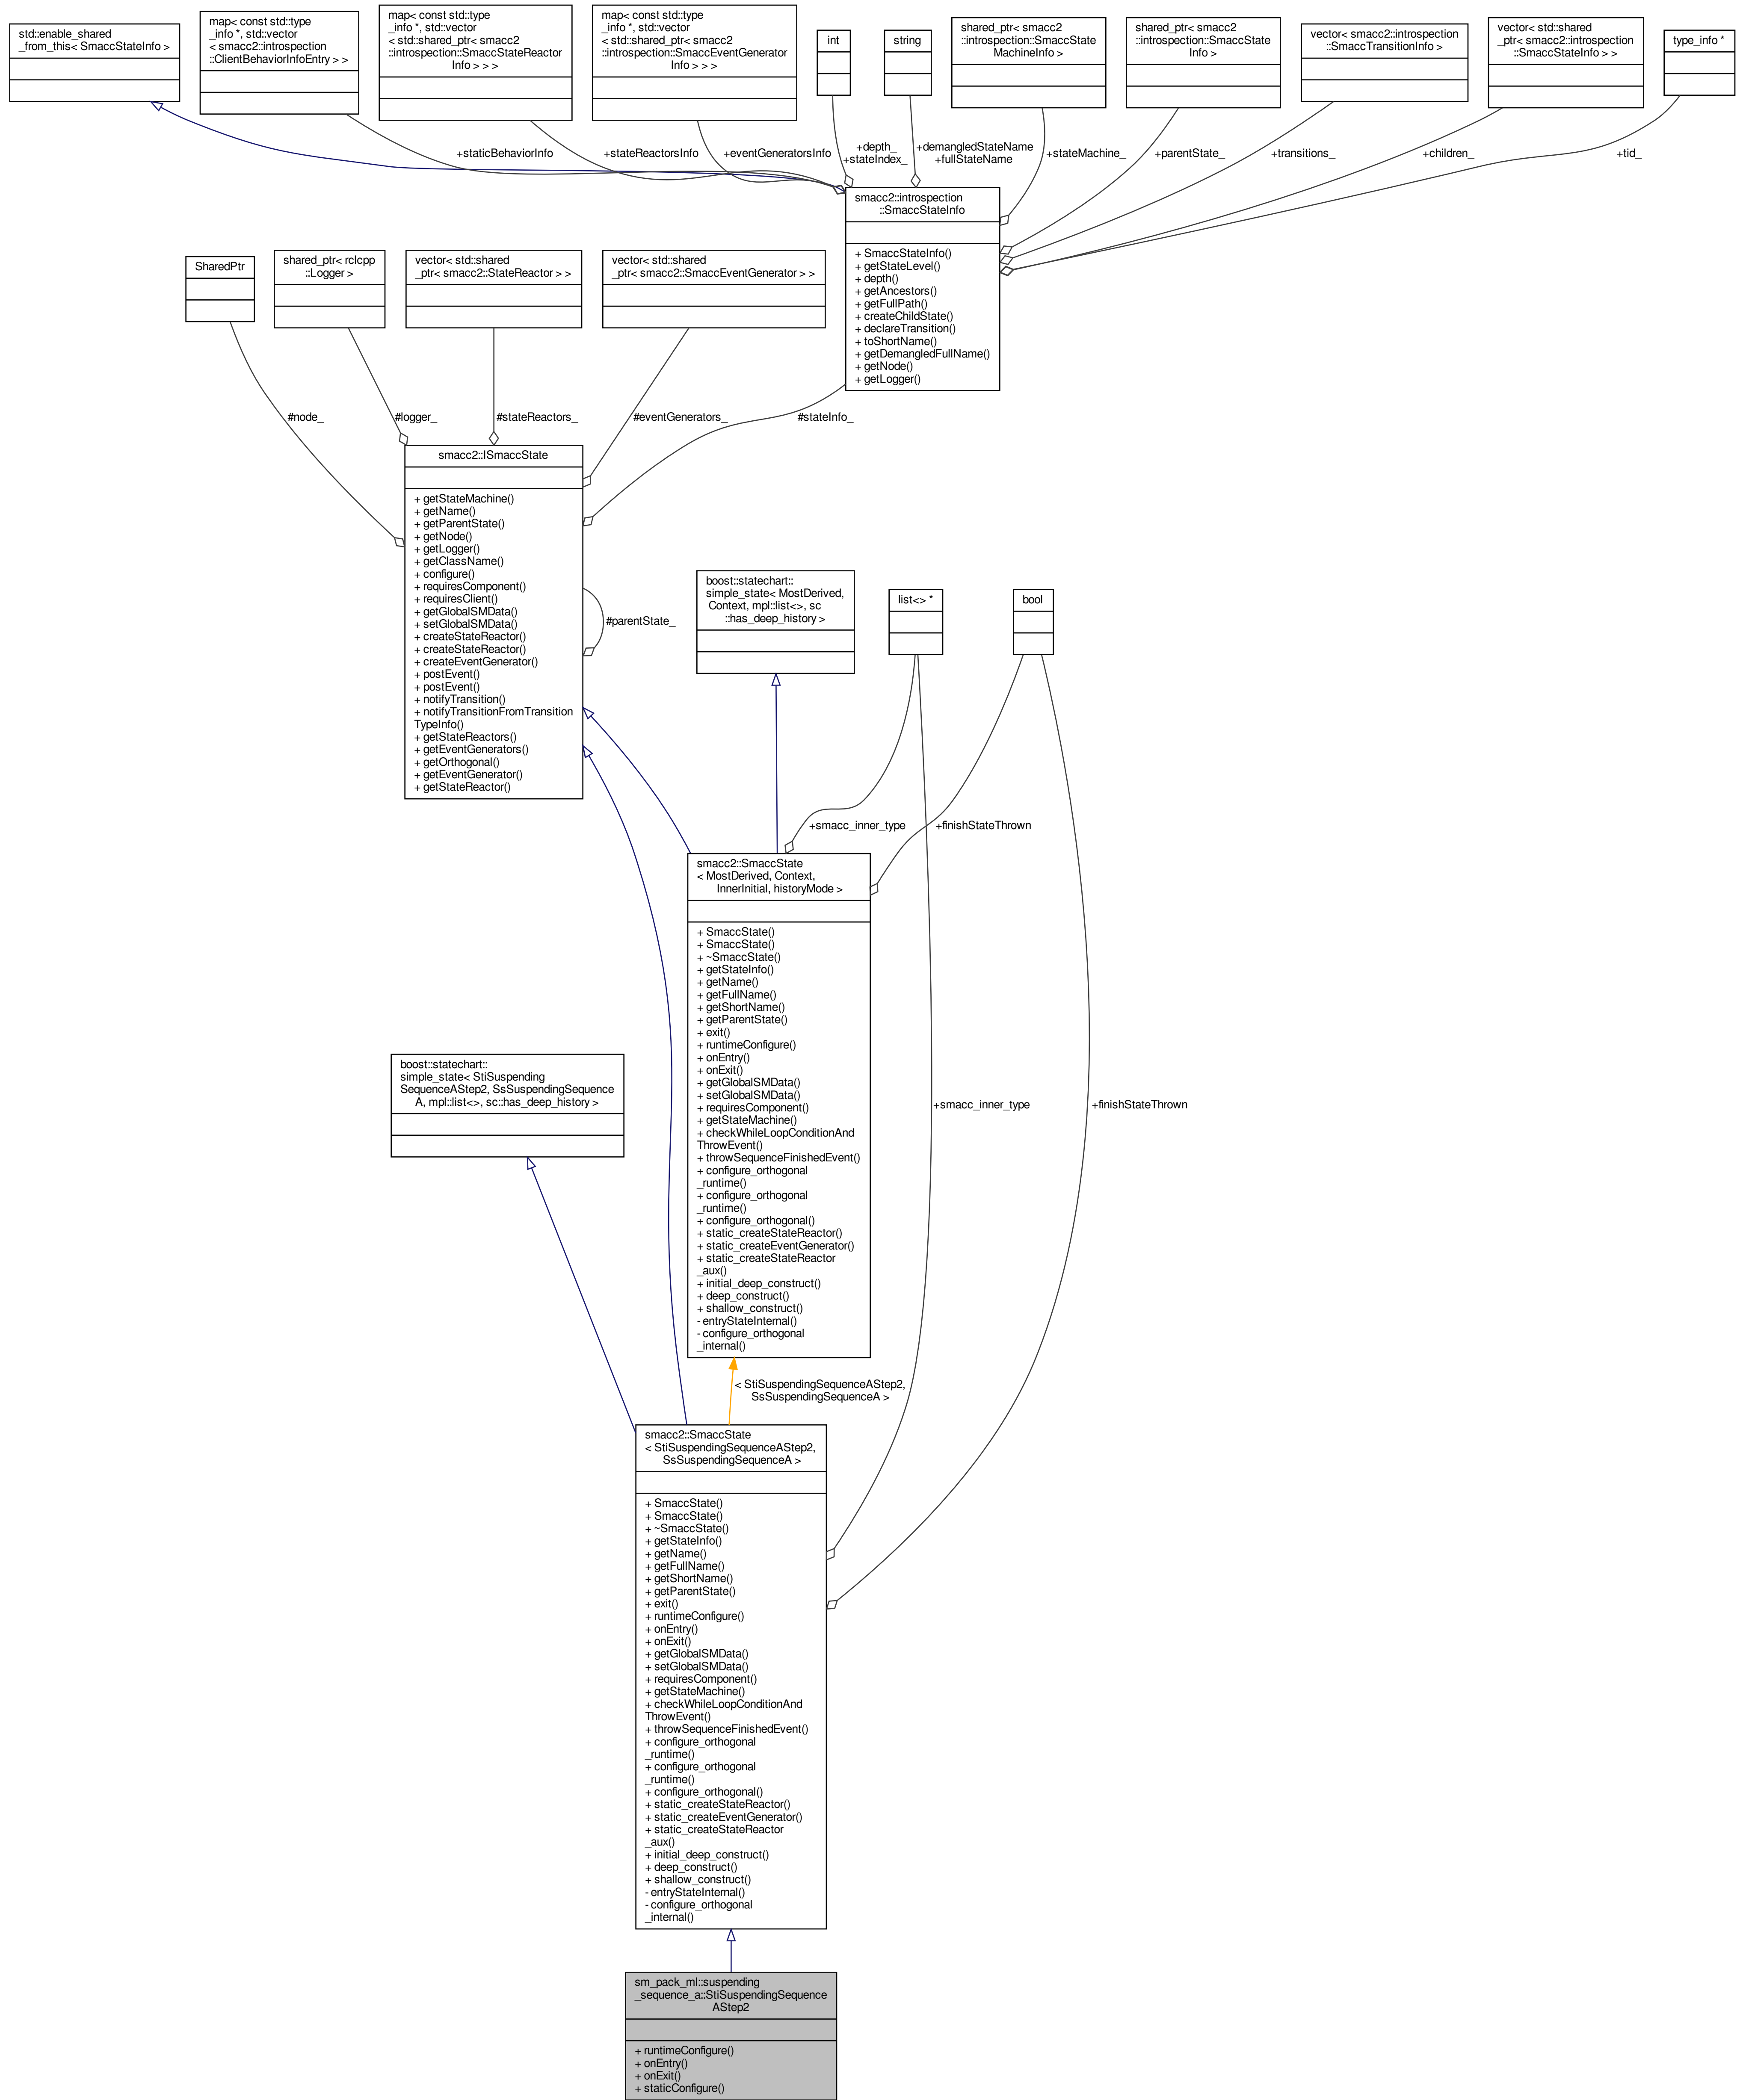 std::enable_shared
_from_this< SmaccStateInfo >
map< const std::type
_info *, std::vector
< smacc2::introspection
::ClientBehaviorInfoEntry > >
map< const std::type
_info *, std::vector
< std::shared_ptr< smacc2
::introspection::SmaccStateReactor
Info > > >
map< const std::type
_info *, std::vector
< std::shared_ptr< smacc2
::introspection::SmaccEventGenerator
Info > > >
int
string
shared_ptr< smacc2
::introspection::SmaccState
MachineInfo >
shared_ptr< smacc2
::introspection::SmaccState
Info >
vector< smacc2::introspection
::SmaccTransitionInfo >
vector< std::shared
_ptr< smacc2::introspection
::SmaccStateInfo > >
type_info *
+staticBehaviorInfo
+stateReactorsInfo
+eventGeneratorsInfo
+depth_
+stateIndex_
+demangledStateName
+fullStateName
+stateMachine_
+parentState_
+transitions_
+children_
+tid_
smacc2::introspection
::SmaccStateInfo
+ SmaccStateInfo()
+ getStateLevel()
+ depth()
+ getAncestors()
+ getFullPath()
+ createChildState()
+ declareTransition()
+ toShortName()
+ getDemangledFullName()
+ getNode()
+ getLogger()
SharedPtr
shared_ptr< rclcpp
::Logger >
vector< std::shared
_ptr< smacc2::StateReactor > >
vector< std::shared
_ptr< smacc2::SmaccEventGenerator > >
#node_
#logger_
#stateReactors_
#eventGenerators_
#stateInfo_
smacc2::ISmaccState
+ getStateMachine()
+ getName()
+ getParentState()
+ getNode()
+ getLogger()
+ getClassName()
+ configure()
+ requiresComponent()
+ requiresClient()
+ getGlobalSMData()
+ setGlobalSMData()
+ createStateReactor()
+ createStateReactor()
+ createEventGenerator()
+ postEvent()
+ postEvent()
+ notifyTransition()
+ notifyTransitionFromTransition
TypeInfo()
+ getStateReactors()
+ getEventGenerators()
+ getOrthogonal()
+ getEventGenerator()
+ getStateReactor()
#parentState_
boost::statechart::
simple_state< MostDerived,
Context, mpl::list<>, sc
::has_deep_history >
list<> *
bool
+smacc_inner_type
+finishStateThrown
smacc2::SmaccState
< MostDerived, Context,
InnerInitial, historyMode >
+ SmaccState()
+ SmaccState()
+ ~SmaccState()
+ getStateInfo()
+ getName()
+ getFullName()
+ getShortName()
+ getParentState()
+ exit()
+ runtimeConfigure()
+ onEntry()
+ onExit()
+ getGlobalSMData()
+ setGlobalSMData()
+ requiresComponent()
+ getStateMachine()
+ checkWhileLoopConditionAnd
ThrowEvent()
+ throwSequenceFinishedEvent()
+ configure_orthogonal
_runtime()
+ configure_orthogonal
_runtime()
+ configure_orthogonal()
+ static_createStateReactor()
+ static_createEventGenerator()
+ static_createStateReactor
_aux()
+ initial_deep_construct()
+ deep_construct()
+ shallow_construct()
- entryStateInternal()
- configure_orthogonal
_internal()
boost::statechart::
simple_state< StiSuspending
SequenceAStep2, SsSuspendingSequence
A, mpl::list<>, sc::has_deep_history >
+smacc_inner_type
+finishStateThrown
< StiSuspendingSequenceAStep2,
SsSuspendingSequenceA >
smacc2::SmaccState
< StiSuspendingSequenceAStep2,
SsSuspendingSequenceA >
+ SmaccState()
+ SmaccState()
+ ~SmaccState()
+ getStateInfo()
+ getName()
+ getFullName()
+ getShortName()
+ getParentState()
+ exit()
+ runtimeConfigure()
+ onEntry()
+ onExit()
+ getGlobalSMData()
+ setGlobalSMData()
+ requiresComponent()
+ getStateMachine()
+ checkWhileLoopConditionAnd
ThrowEvent()
+ throwSequenceFinishedEvent()
+ configure_orthogonal
_runtime()
+ configure_orthogonal
_runtime()
+ configure_orthogonal()
+ static_createStateReactor()
+ static_createEventGenerator()
+ static_createStateReactor
_aux()
+ initial_deep_construct()
+ deep_construct()
+ shallow_construct()
- entryStateInternal()
- configure_orthogonal
_internal()
sm_pack_ml::suspending
_sequence_a::StiSuspendingSequence
AStep2
+ runtimeConfigure()
+ onEntry()
+ onExit()
+ staticConfigure()